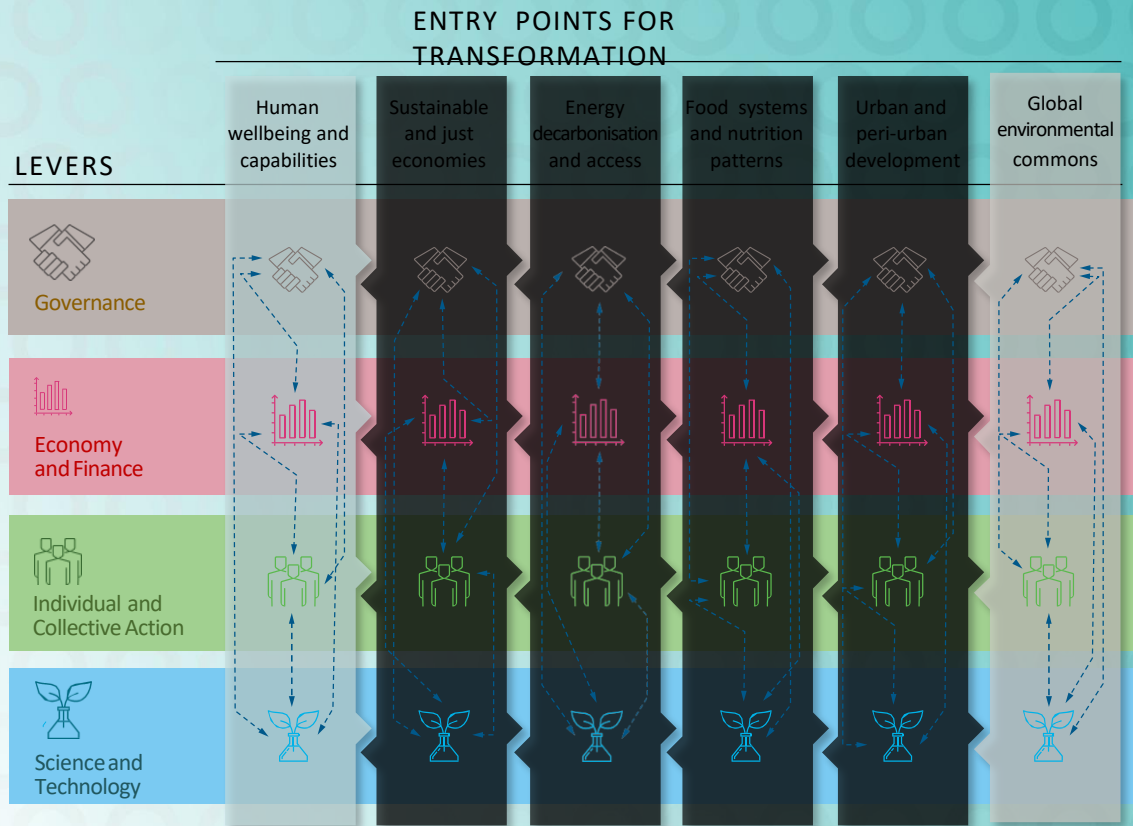 ENTRY POINTS FOR
TRANSFORMATION
Human
wellbeing and
capabilities
Sustainable
and just
economies
Energy
decarbonisation
and access
Food systems
and nutrition
patterns
Urban and
peri-urban
development
Global
environmental
commons
LEVERS
Governance
Economy
and Finance
Individual and
Collective Action
Science and
Technology